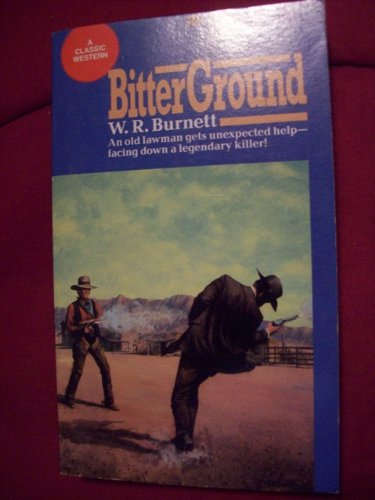 A
CLASSIC
WESTERN
Bitter Ground
W. R. Burnett
An old lawman gets unexpected help—
facing down a legendary killer!